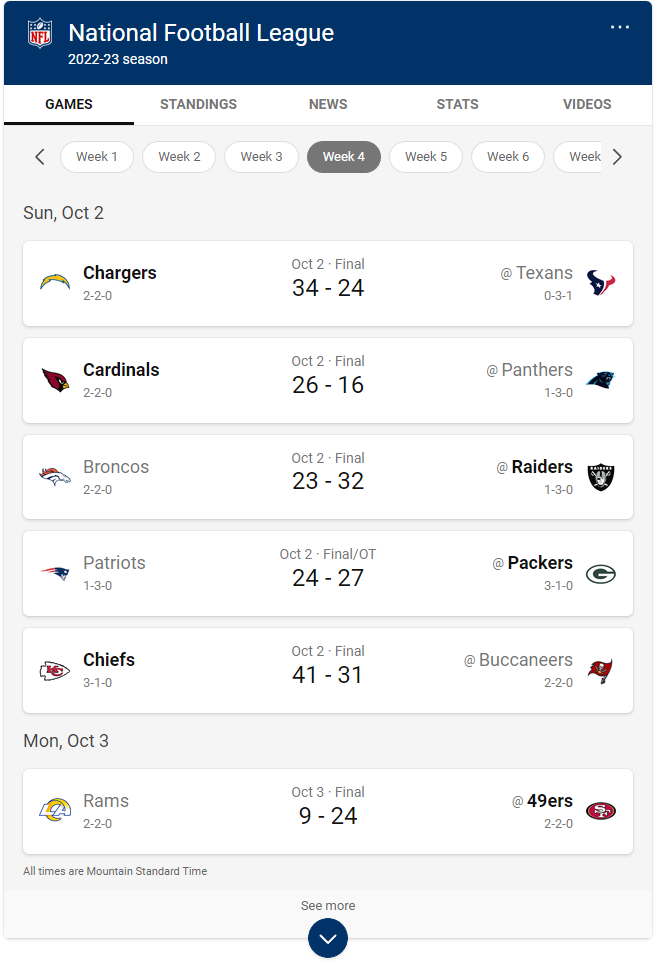 NFL
National Football League
2022-23 season
GAMES STANDINGS NEWS STATS VIDEOS
Week 1 Week 2 Week 3 Week 4 Week 5 Week 6 Week
Sun, Oct 2
Chargers Oct 2 · Final @ Texans
2-2-0 34 - 24 0-3-1
Cardinals Oct 2 · Final @ Panthers
2-2-0 26 - 16 1-3-0
Broncos Oct 2 · Final @ Raiders
2-2-0 23 - 32 1-3-0
RAIDERS
Patriots Oct 2 · Final/OT @ Packers
1-3-0 24 - 27 3-1-0
G
Chiefs Oct 2 · Final @ Buccaneers
3-1-0 41 - 31 2-2-0
KC
Mon, Oct 3
Rams Oct 3 · Final @ 49ers
2-2-0 9 - 24 2-2-0
SF
All times are Mountain Standard Time
See more